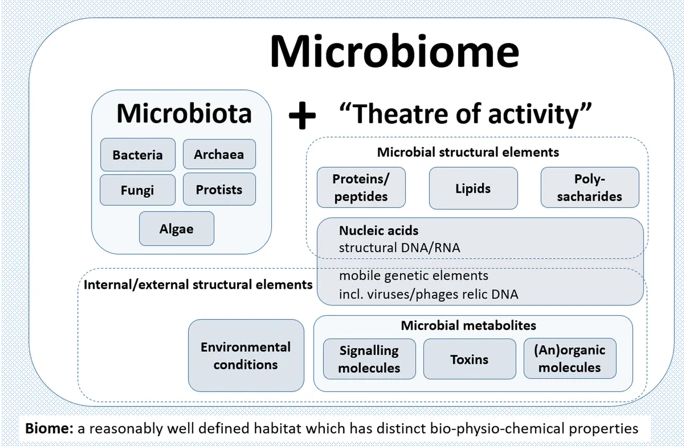 Microbiome
Microbiota + “Theatre of activity”
Bacteria
Archaea
Fungi
Protists
Algae
Microbial structural elements
Proteins/
peptides
Lipids
Poly-
sacharides
Nucleic acids
structural DNA/RNA
mobile genetic elements
incl. viruses/phages relic DNA
Internal/external structural elements
Environmental
conditions
Microbial metabolites
Signalling
molecules
Toxins
(An)organic
molecules
Biome: a reasonably well defined habitat which has distinct bio-physio-chemical properties